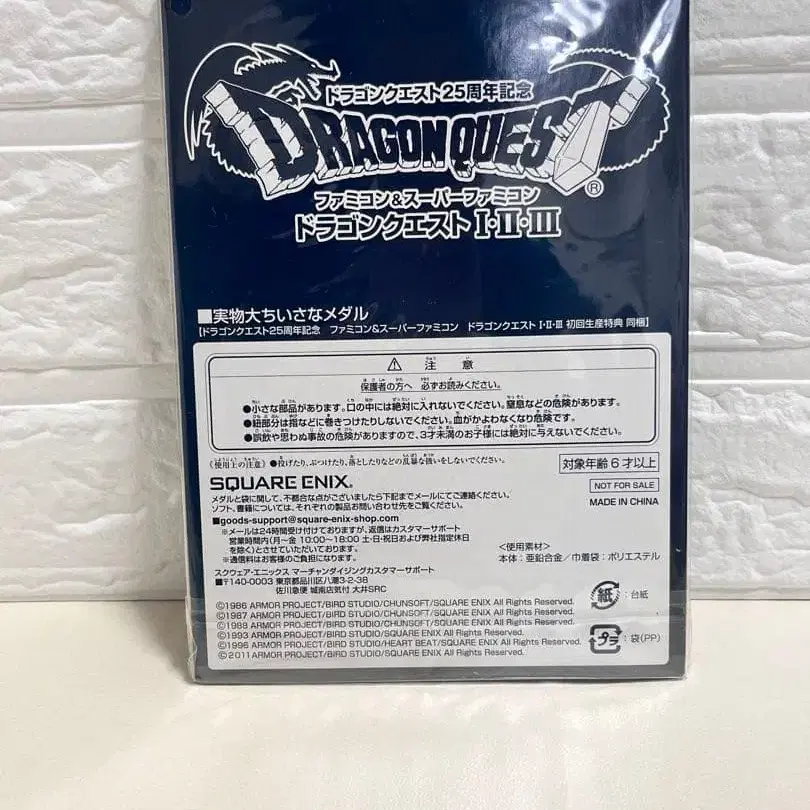 ドラゴンクエスト25周年記念
DRAGON QUEST®
ファミコン&スーパーファミコン
ドラゴンクエスト I・II・III
■実物大ちいさなメダル
【ドラゴンクエスト25周年記念 ファミコン&スーパーファミコン ドラゴンクエスト I・II・III 初回生産特典 同梱】
⚠ 注意
保護者の方へ 必ずお読みください。
●小さな部品があります。口の中には絶対に入れないでください。窒息などの危険があります。
●紐部分は指などに巻きつけたりしないでください。血がかよわなくなり危険です。
●誤飲や思わぬ事故の危険がありますので、3才未満のお子様には絶対に与えないでください。
《使用上の注意》●投げたり、ぶつけたり、落としたりなどの乱暴な扱いをしないでください。
対象年齢6才以上
SQUARE ENIX®
NOT FOR SALE
メダルと袋に関して、不都合な点がございましたら下記までメールにてご連絡ください。
ソフト、書籍については、それぞれの製品お問い合わせ先をご覧ください。
MADE IN CHINA
■goods-support@square-enix-shop.com
※メールは24時間受け付けておりますが、返信はカスタマーサポート
営業時間内(月〜金 10:00〜18:00 土・日・祝日および弊社指定休日
を除く)とさせていただいております。
※通信料はお客様のご負担になります。
<使用素材>
本体:亜鉛合金/巾着袋:ポリエステル
スクウェア・エニックス マーチャンダイジングカスタマーサポート
■〒140-0003 東京都品川区八潮3-2-38
佐川急便 城南店気付 大井SRC
紙:台紙
©1986 ARMOR PROJECT/BIRD STUDIO/CHUNSOFT/SQUARE ENIX All Rights Reserved.
©1987 ARMOR PROJECT/BIRD STUDIO/CHUNSOFT/SQUARE ENIX All Rights Reserved.
©1988 ARMOR PROJECT/BIRD STUDIO/CHUNSOFT/SQUARE ENIX All Rights Reserved.
©1993 ARMOR PROJECT/BIRD STUDIO/SQUARE ENIX All Rights Reserved.
©1996 ARMOR PROJECT/BIRD STUDIO/HEART BEAT/SQUARE ENIX All Rights Reserved.
©2011 ARMOR PROJECT/BIRD STUDIO/SQUARE ENIX All Rights Reserved.
プラ:袋(PP)